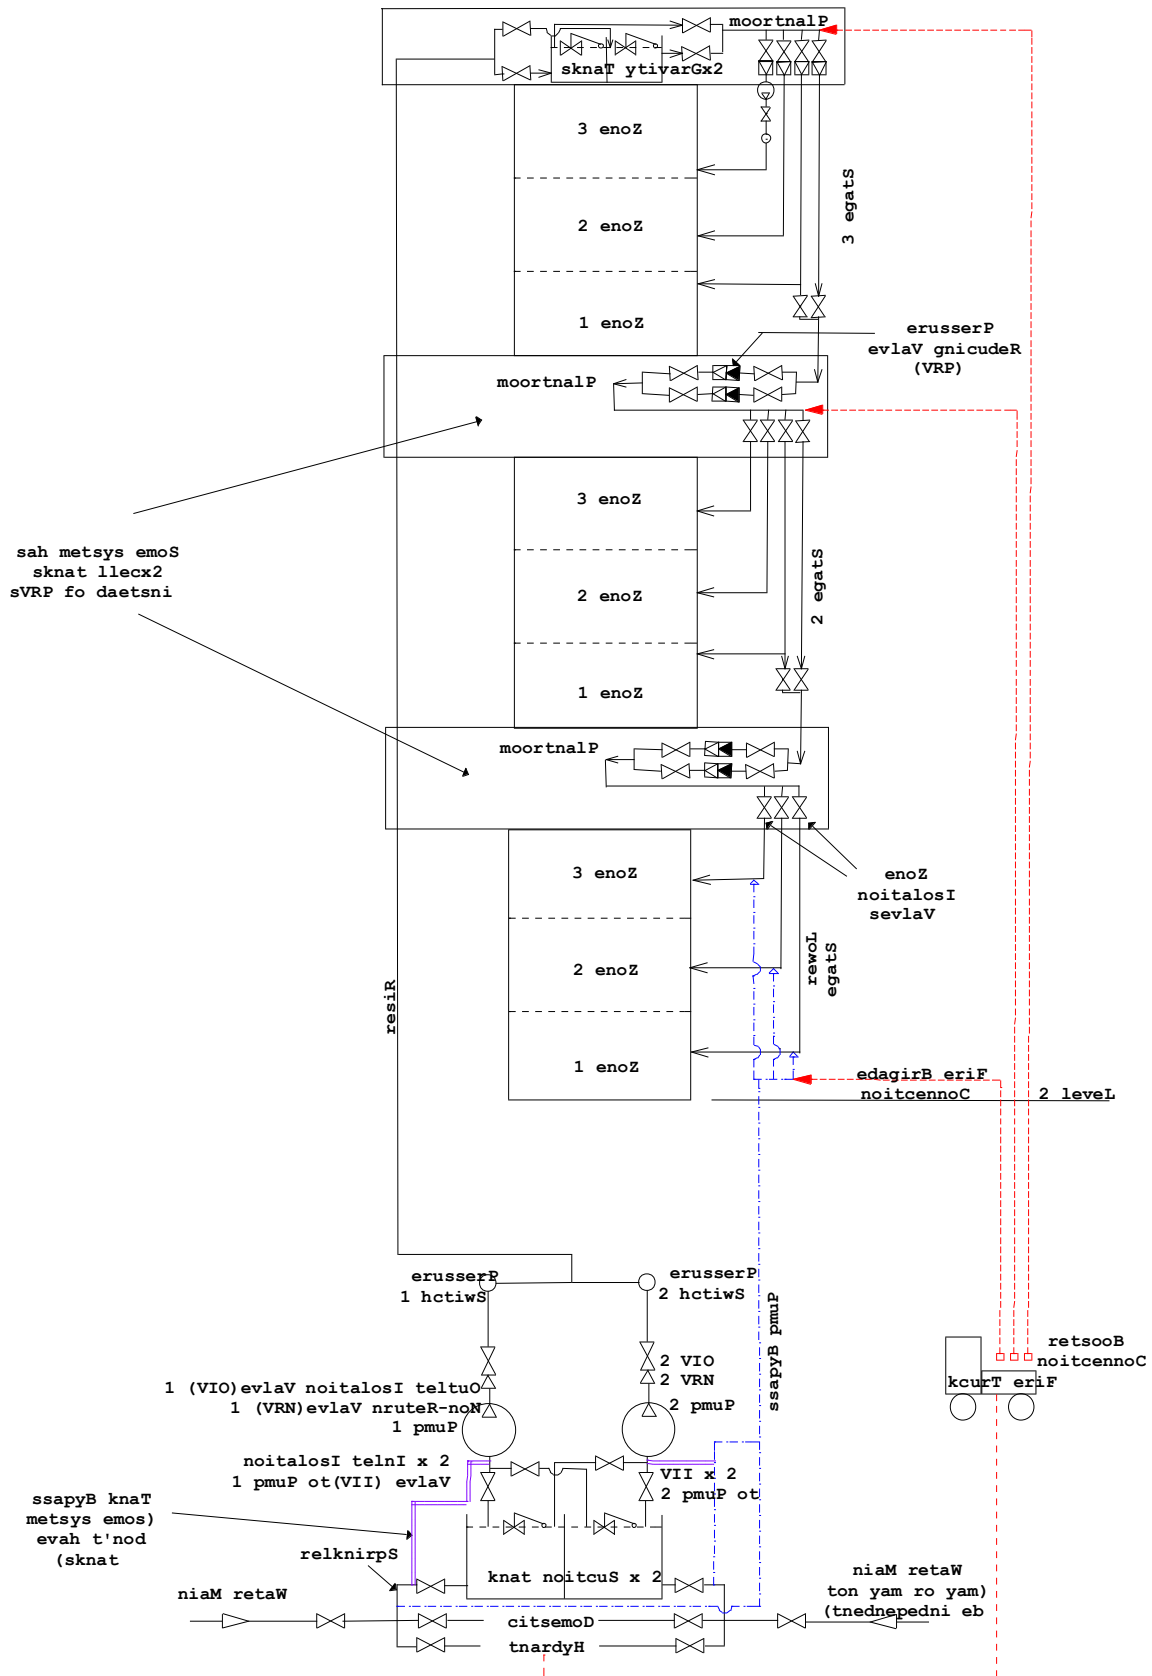 moortnalP
sknaT ytivarGx2
3 enoZ
2 enoZ
1 enoZ
3 egatS
erusserP
evlaV gnicudeR
(VRP)
moortnalP
3 enoZ
2 enoZ
1 enoZ
2 egatS
sah metsys emoS
sknat llecx2
sVRP fo daetsni
moortnalP
3 enoZ
2 enoZ
1 enoZ
enoZ
noitalosI
sevlaV
rewoL
egatS
resiR
edagirB eriF
noitcennoC
2 leveL
erusserP
1 hctiwS
erusserP
2 hctiwS
ssapyB pmuP
retsooB
noitcennoC
kcurT eriF
2 VIO
2 VRN
1 (VIO)evlaV noitalosI teltuO
1 (VRN)evlaV nruteR-noN
1 pmuP
2 pmuP
noitalosI telnI x 2
1 pmuP ot(VII) evlaV
VII x 2
2 pmuP ot
ssapyB knaT
metsys emos)
evah t'nod
(sknat
relknirpS
knat noitcuS x 2
niaM retaW
niaM retaW
ton yam ro yam)
(tnednepedni eb
citsemoD
tnardyH